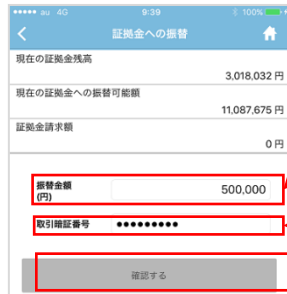 ●●●●● au 4G 9:39 100%
証拠金への振替
現在の証拠金残高
3,018,032 円
現在の証拠金への振替可能額
11,087,675 円
証拠金請求額
0 円
振替金額
(円)
500,000
取引暗証番号 ●●●●●●●●●
確認する